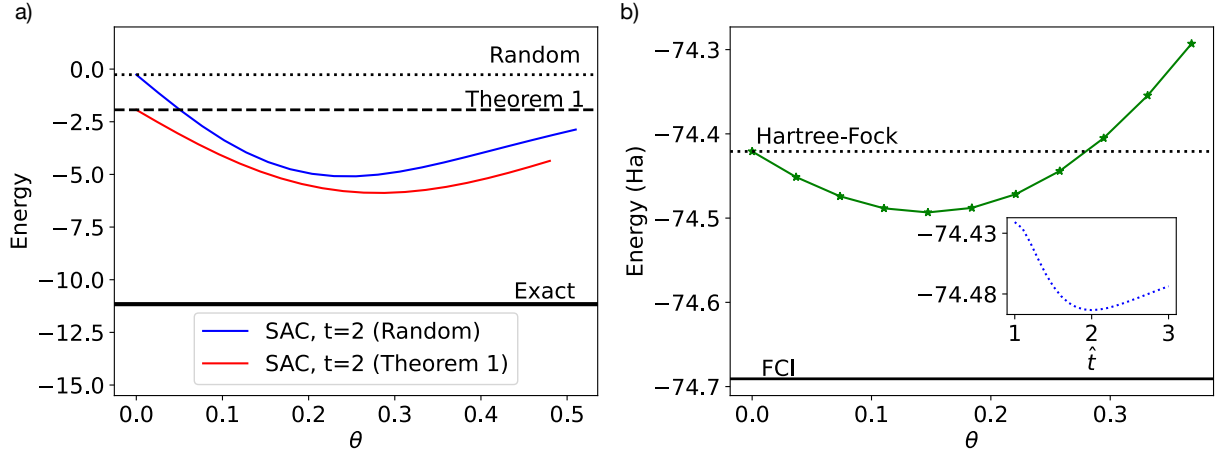 a)
Energy
0.0
−2.5
−5.0
−7.5
−10.0
−12.5
−15.0
Random
Theorem 1
Exact
SAC, t=2 (Random)
SAC, t=2 (Theorem 1)
0.0 0.1 0.2 0.3 0.4 0.5
θ
b)
Energy (Ha)
−74.3
−74.4
−74.5
−74.6
−74.7
Hartree-Fock
−74.43
−74.48
1 2 3
t̂
FCI
0.0 0.1 0.2 0.3
θ